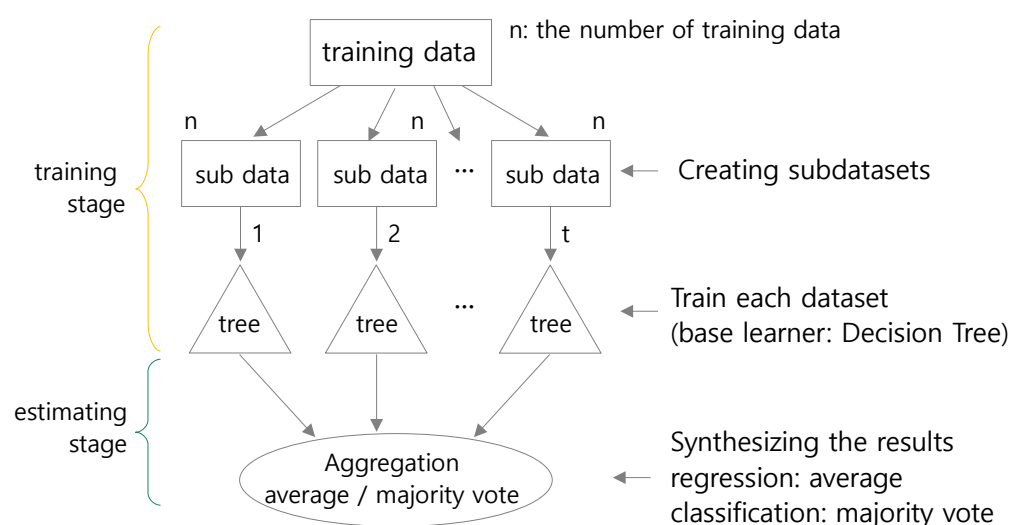 n: the number of training data
training data
n
n
n
sub data
sub data
...
sub data
Creating subdatasets
training
stage
1
2
t
tree
tree
...
tree
Train each dataset
(base learner: Decision Tree)
estimating
stage
Aggregation
average / majority vote
Synthesizing the results
regression: average
classification: majority vote